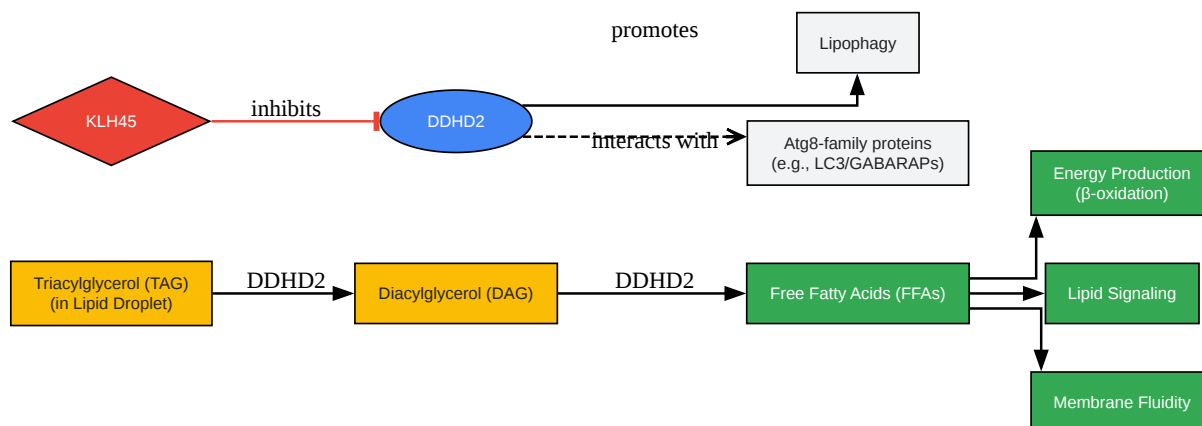 promotes
Lipophagy
KLH45
inhibits
DDHD2
interacts with
Atg8-family proteins
(e.g., LC3/GABARAPs)
Energy Production
(β-oxidation)
Triacylglycerol (TAG)
(in Lipid Droplet)
DDHD2
Diacylglycerol (DAG)
DDHD2
Free Fatty Acids (FFAs)
Lipid Signaling
Membrane Fluidity